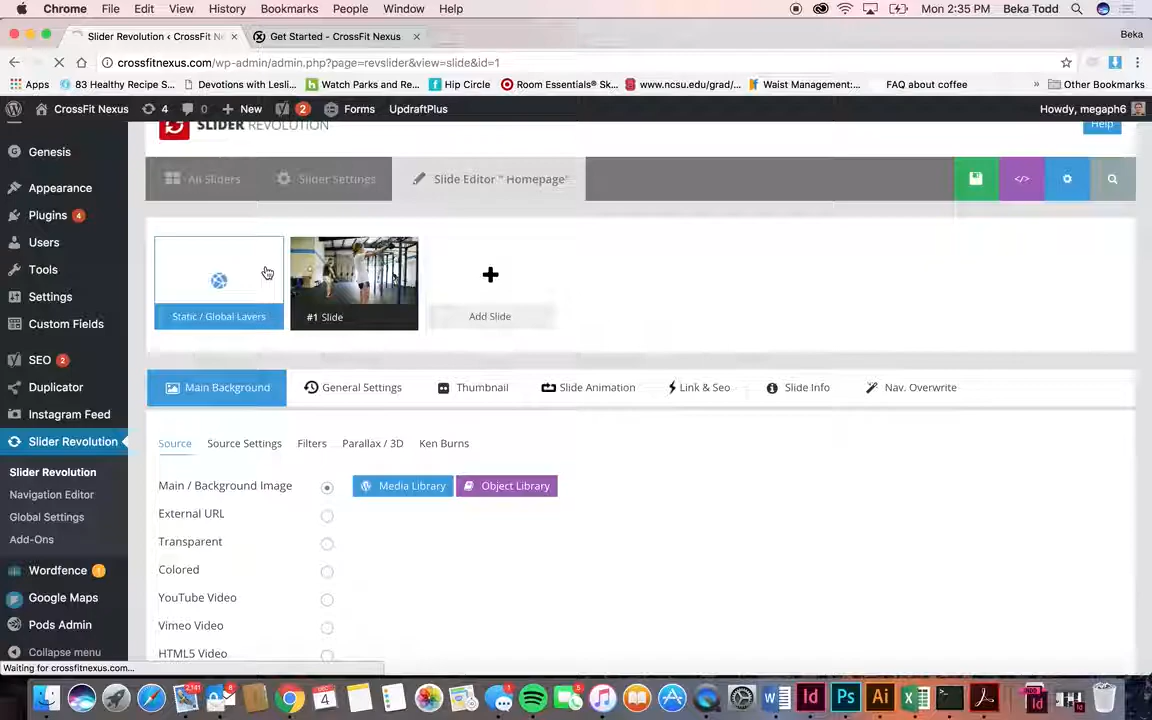 Chrome File Edit View History Bookmarks People Window Help Mon 2:35 PM Beka Todd
Slider Revolution ‹ CrossFit Ne × Get Started - CrossFit Nexus × Beka
crossfitnexus.com/wp-admin/admin.php?page=revslider&view=slide&id=1
Apps 83 Healthy Recipe S... Devotions with Lesli... Watch Parks and Re... Hip Circle Room Essentials® Sk... www.ncsu.edu/grad/... Waist Management:... FAQ about coffee » Other Bookmarks
CrossFit Nexus 4 0 New 2 Forms UpdraftPlus Howdy, megaph6
SLIDER REVOLUTION Help
Genesis
Appearance
Plugins 4
Users
Tools
Settings
Custom Fields
SEO 2
Duplicator
Instagram Feed
Slider Revolution
Slider Revolution
Navigation Editor
Global Settings
Add-Ons
Wordfence 1
Google Maps
Pods Admin
Collapse menu
All Sliders Slider Settings Slide Editor " Homepage" </>
Static / Global Layers #1 Slide Add Slide
Main Background General Settings Thumbnail Slide Animation Link & Seo Slide Info Nav. Overwrite
Source Source Settings Filters Parallax / 3D Ken Burns
Main / Background Image Media Library Object Library
External URL
Transparent
Colored
YouTube Video
Vimeo Video
HTML5 Video
Waiting for crossfitnexus.com...